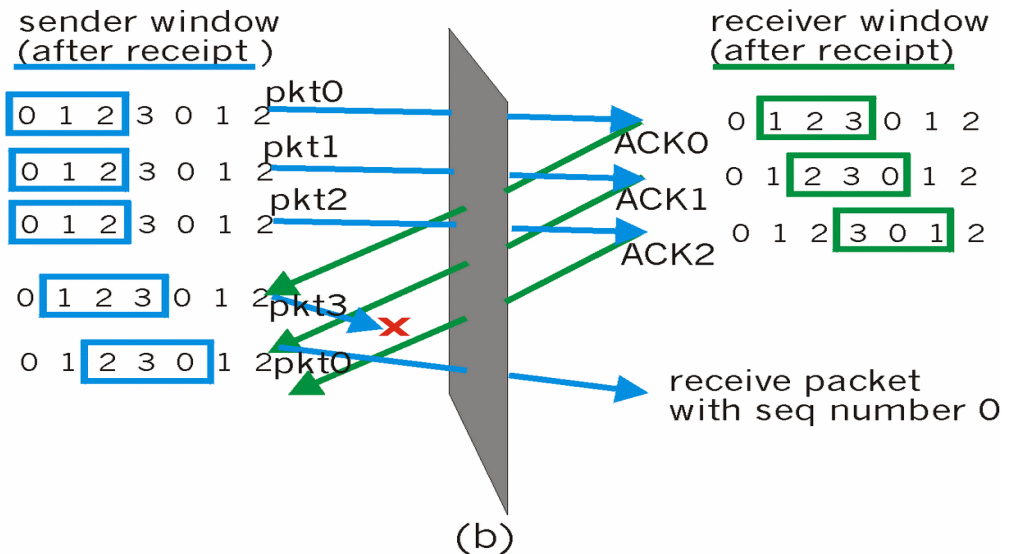 sender window
(after receipt )
receiver window
(after receipt)
0 1 2 3 0 1 2
pkt0
0 1 2 3 0 1 2
ACK0
pkt1
0 1 2 3 0 1 2
0 1 2 3 0 1 2
ACK1
pkt2
0 1 2 3 0 1 2
0 1 2 3 0 1 2
ACK2
0 1 2 3 0 1 2
pkt3
X
0 1 2 3 0 1 2
pkt0
receive packet
with seq number 0
(b)